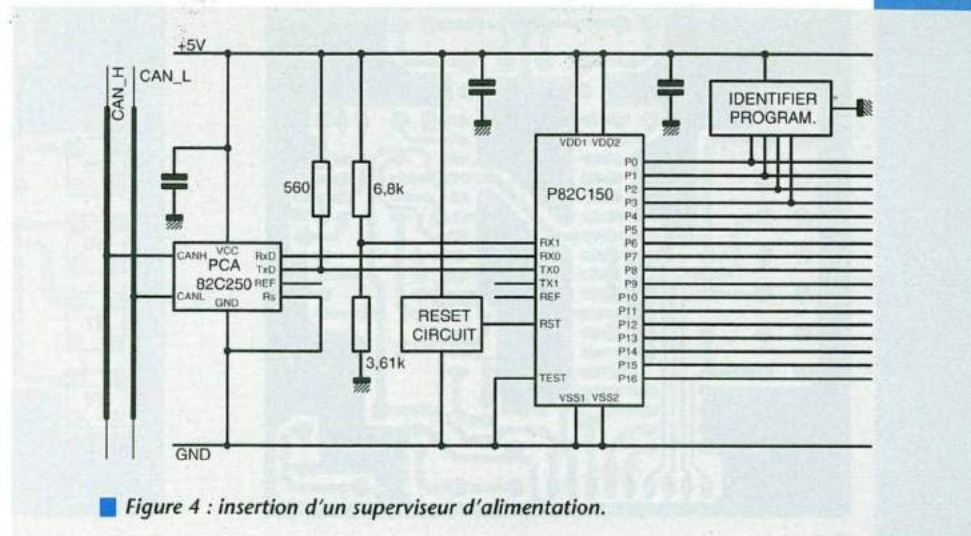 +5V
CAN_H
CAN_L
560
6,8k
VCC
CANH
RxD
PCA
TxD
82C250
REF
CANL
GND
Rs
3,61k
RESET
CIRCUIT
VDD1 VDD2
P82C150
RX1
RX0
TX0
TX1
REF
RST
TEST
VSS1 VSS2
P0
P1
P2
P3
P4
P5
P6
P7
P8
P9
P10
P11
P12
P13
P14
P15
P16
IDENTIFIER
PROGRAM.
GND
Figure 4 : insertion d'un superviseur d'alimentation.